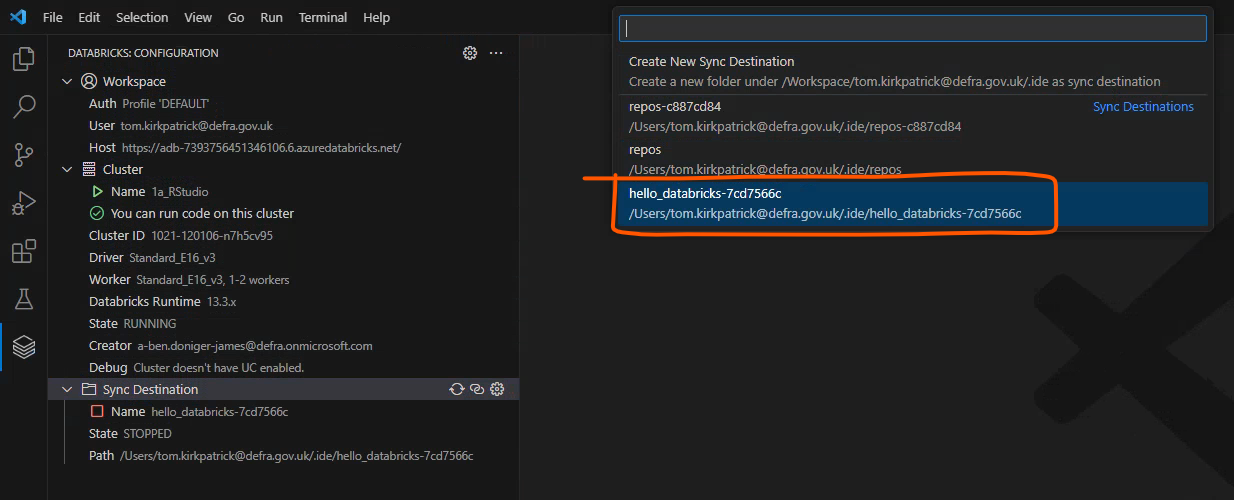 File Edit Selection View Go Run Terminal Help
DATABRICKS: CONFIGURATION
Workspace
Auth Profile 'DEFAULT'
User tom.kirkpatrick@defra.gov.uk
Host https://adb-7393756451346106.6.azuredatabricks.net/
Cluster
Name 1a_RStudio
You can run code on this cluster
Cluster ID 1021-120106-n7h5cv95
Driver Standard_E16_v3
Worker Standard_E16_v3, 1-2 workers
Databricks Runtime 13.3.x
State RUNNING
Creator a-ben.doniger-james@defra.onmicrosoft.com
Debug Cluster doesn't have UC enabled.
Sync Destination
Name hello_databricks-7cd7566c
State STOPPED
Path /Users/tom.kirkpatrick@defra.gov.uk/.ide/hello_databricks-7cd7566c
Create New Sync Destination
Create a new folder under /Workspace/tom.kirkpatrick@defra.gov.uk/.ide as sync destination
repos-c887cd84 Sync Destinations
/Users/tom.kirkpatrick@defra.gov.uk/.ide/repos-c887cd84
repos
/Users/tom.kirkpatrick@defra.gov.uk/.ide/repos
hello_databricks-7cd7566c
/Users/tom.kirkpatrick@defra.gov.uk/.ide/hello_databricks-7cd7566c